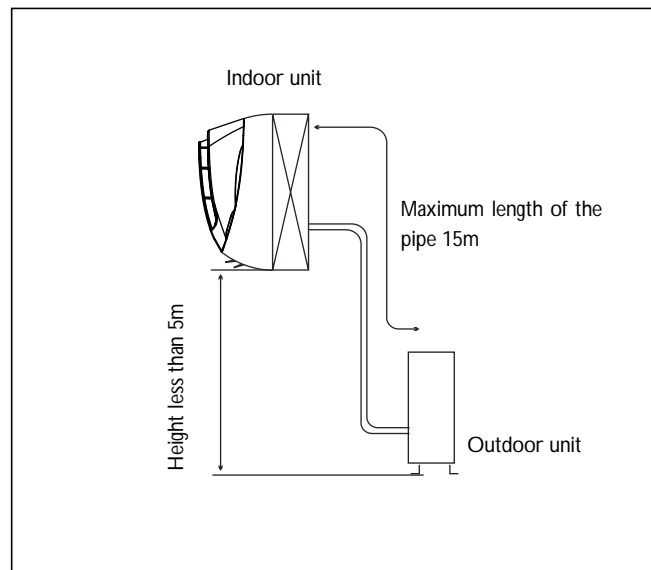 Indoor unit
Maximum length of the
pipe 15m
Height less than 5m
Outdoor unit